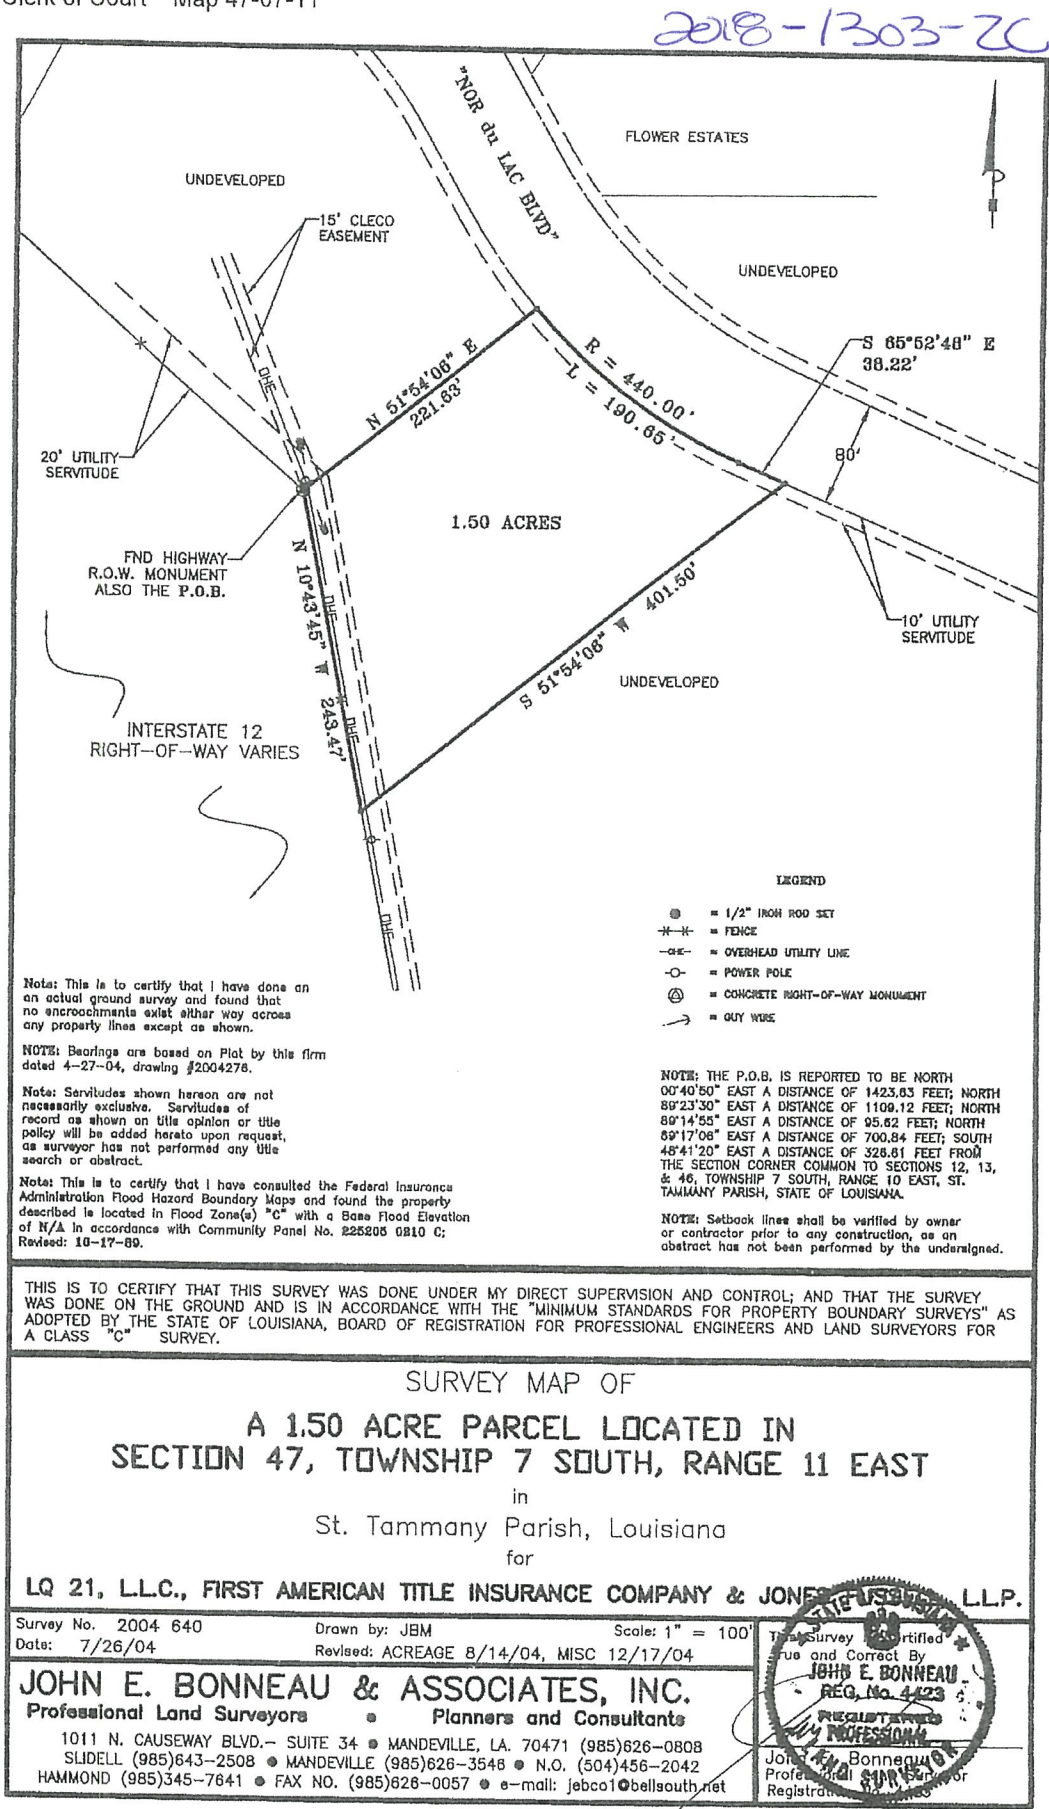 Map 47-07-11
2018-1303-ZC
"NOR du LAC BLVD"
FLOWER ESTATES
UNDEVELOPED
15' CLECO
EASEMENT
UNDEVELOPED
S 65°52'48" E
38.22'
N 51°54'06" E
221.63'
R = 440.00'
L = 190.65'
80'
OHE
20' UTILITY
SERVITUDE
1.50 ACRES
FND HIGHWAY
R.O.W. MONUMENT
ALSO THE P.O.B.
N 10°43'45" W 243.47'
OHE
OHE
OHE
S 51°54'06" W 401.50'
10' UTILITY
SERVITUDE
UNDEVELOPED
INTERSTATE 12
RIGHT-OF-WAY VARIES
LEGEND
= 1/2" IRON ROD SET
= FENCE
-OHE- = OVERHEAD UTILITY LINE
= POWER POLE
= CONCRETE RIGHT-OF-WAY MONUMENT
= GUY WIRE
Note: This is to certify that I have done an
an actual ground survey and found that
no encroachments exist either way across
any property lines except as shown.
NOTE: Bearings are based on Plat by this firm
dated 4-27-04, drawing #2004276.
Note: Servitudes shown hereon are not
necessarily exclusive. Servitudes of
record as shown on title opinion or title
policy will be added hereto upon request,
as surveyor has not performed any title
search or abstract.
Note: This is to certify that I have consulted the Federal Insurance
Administration Flood Hazard Boundary Maps and found the property
described is located in Flood Zone(s) "C" with a Base Flood Elevation
of N/A in accordance with Community Panel No. 225205 0210 C;
Revised: 10-17-89.
NOTE: THE P.O.B. IS REPORTED TO BE NORTH
00°40'50" EAST A DISTANCE OF 1423.63 FEET; NORTH
89°23'30" EAST A DISTANCE OF 1109.12 FEET; NORTH
89°14'55" EAST A DISTANCE OF 95.62 FEET; NORTH
89°17'06" EAST A DISTANCE OF 700.84 FEET; SOUTH
48°41'20" EAST A DISTANCE OF 328.61 FEET FROM
THE SECTION CORNER COMMON TO SECTIONS 12, 13,
& 46, TOWNSHIP 7 SOUTH, RANGE 10 EAST, ST.
TAMMANY PARISH, STATE OF LOUISIANA.
NOTE: Setback lines shall be verified by owner
or contractor prior to any construction, as an
abstract has not been performed by the undersigned.
THIS IS TO CERTIFY THAT THIS SURVEY WAS DONE UNDER MY DIRECT SUPERVISION AND CONTROL; AND THAT THE SURVEY
WAS DONE ON THE GROUND AND IS IN ACCORDANCE WITH THE "MINIMUM STANDARDS FOR PROPERTY BOUNDARY SURVEYS" AS
ADOPTED BY THE STATE OF LOUISIANA, BOARD OF REGISTRATION FOR PROFESSIONAL ENGINEERS AND LAND SURVEYORS FOR
A CLASS "C" SURVEY.
SURVEY MAP OF
A 1.50 ACRE PARCEL LOCATED IN
SECTION 47, TOWNSHIP 7 SOUTH, RANGE 11 EAST
in
St. Tammany Parish, Louisiana
for
LQ 21, L.L.C., FIRST AMERICAN TITLE INSURANCE COMPANY & L.L.P.
Survey No. 2004 640
Drawn by: JBM
Scale: 1" = 100'
Date: 7/26/04
Revised: ACREAGE 8/14/04, MISC 12/17/04
JOHN E. BONNEAU & ASSOCIATES, INC.
Professional Land Surveyors • Planners and Consultants
1011 N. CAUSEWAY BLVD.- SUITE 34 • MANDEVILLE, LA. 70471 (985)626-0808
SLIDELL (985)643-2508 • MANDEVILLE (985)626-3546 • N.O. (504)456-2042
HAMMOND (985)345-7641 • FAX NO. (985)626-0057 • e-mail: jebco1@bellsouth.net
Survey
and Correct By
Bonneau
STATE OF LOUISIANA
JOHN E. BONNEAU
REG. No. 4423
REGISTERED
PROFESSIONAL
LAND SURVEYOR